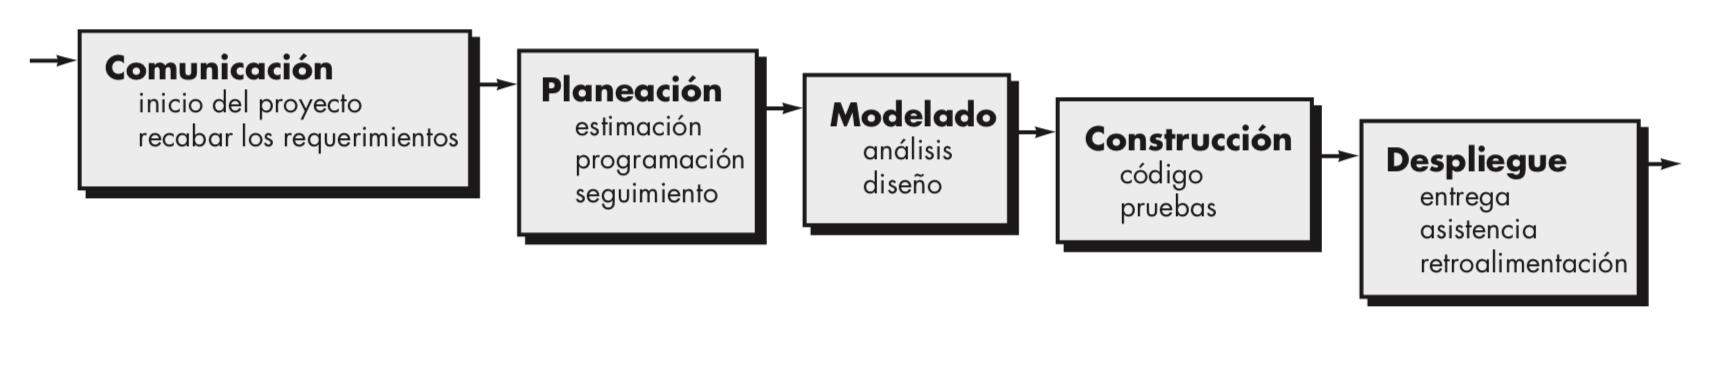 Comunicación
inicio del proyecto
recabar los requerimientos
Planeación
estimación
programación
seguimiento
Modelado
análisis
diseño
Construcción
código
pruebas
Despliegue
entrega
asistencia
retroalimentación